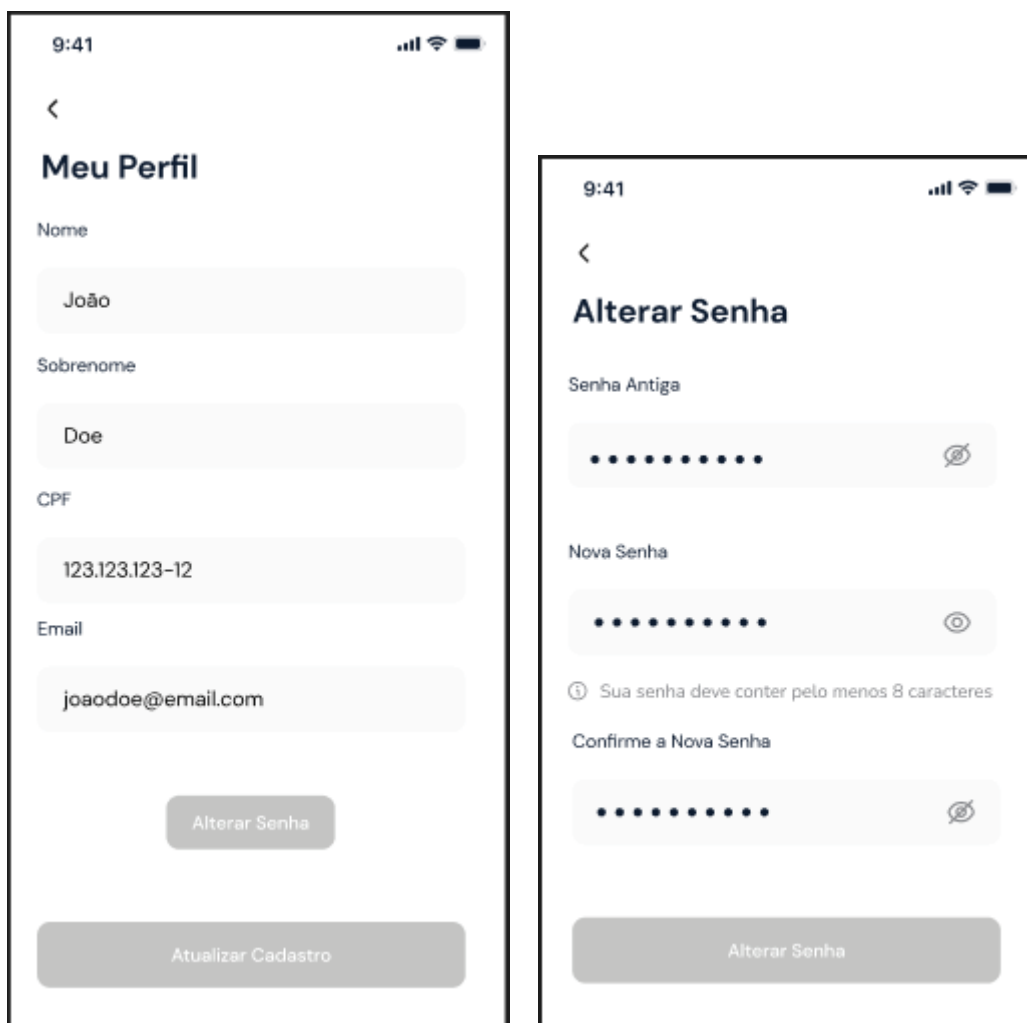 9:41
Meu Perfil
Nome
João
Sobrenome
Doe
CPF
123.123.123-12
Email
joaodoe@email.com
Alterar Senha
Atualizar Cadastro
9:41
Alterar Senha
Senha Antiga
••••••••••
Nova Senha
••••••••••
Sua senha deve conter pelo menos 8 caracteres
Confirme a Nova Senha
••••••••••
Alterar Senha